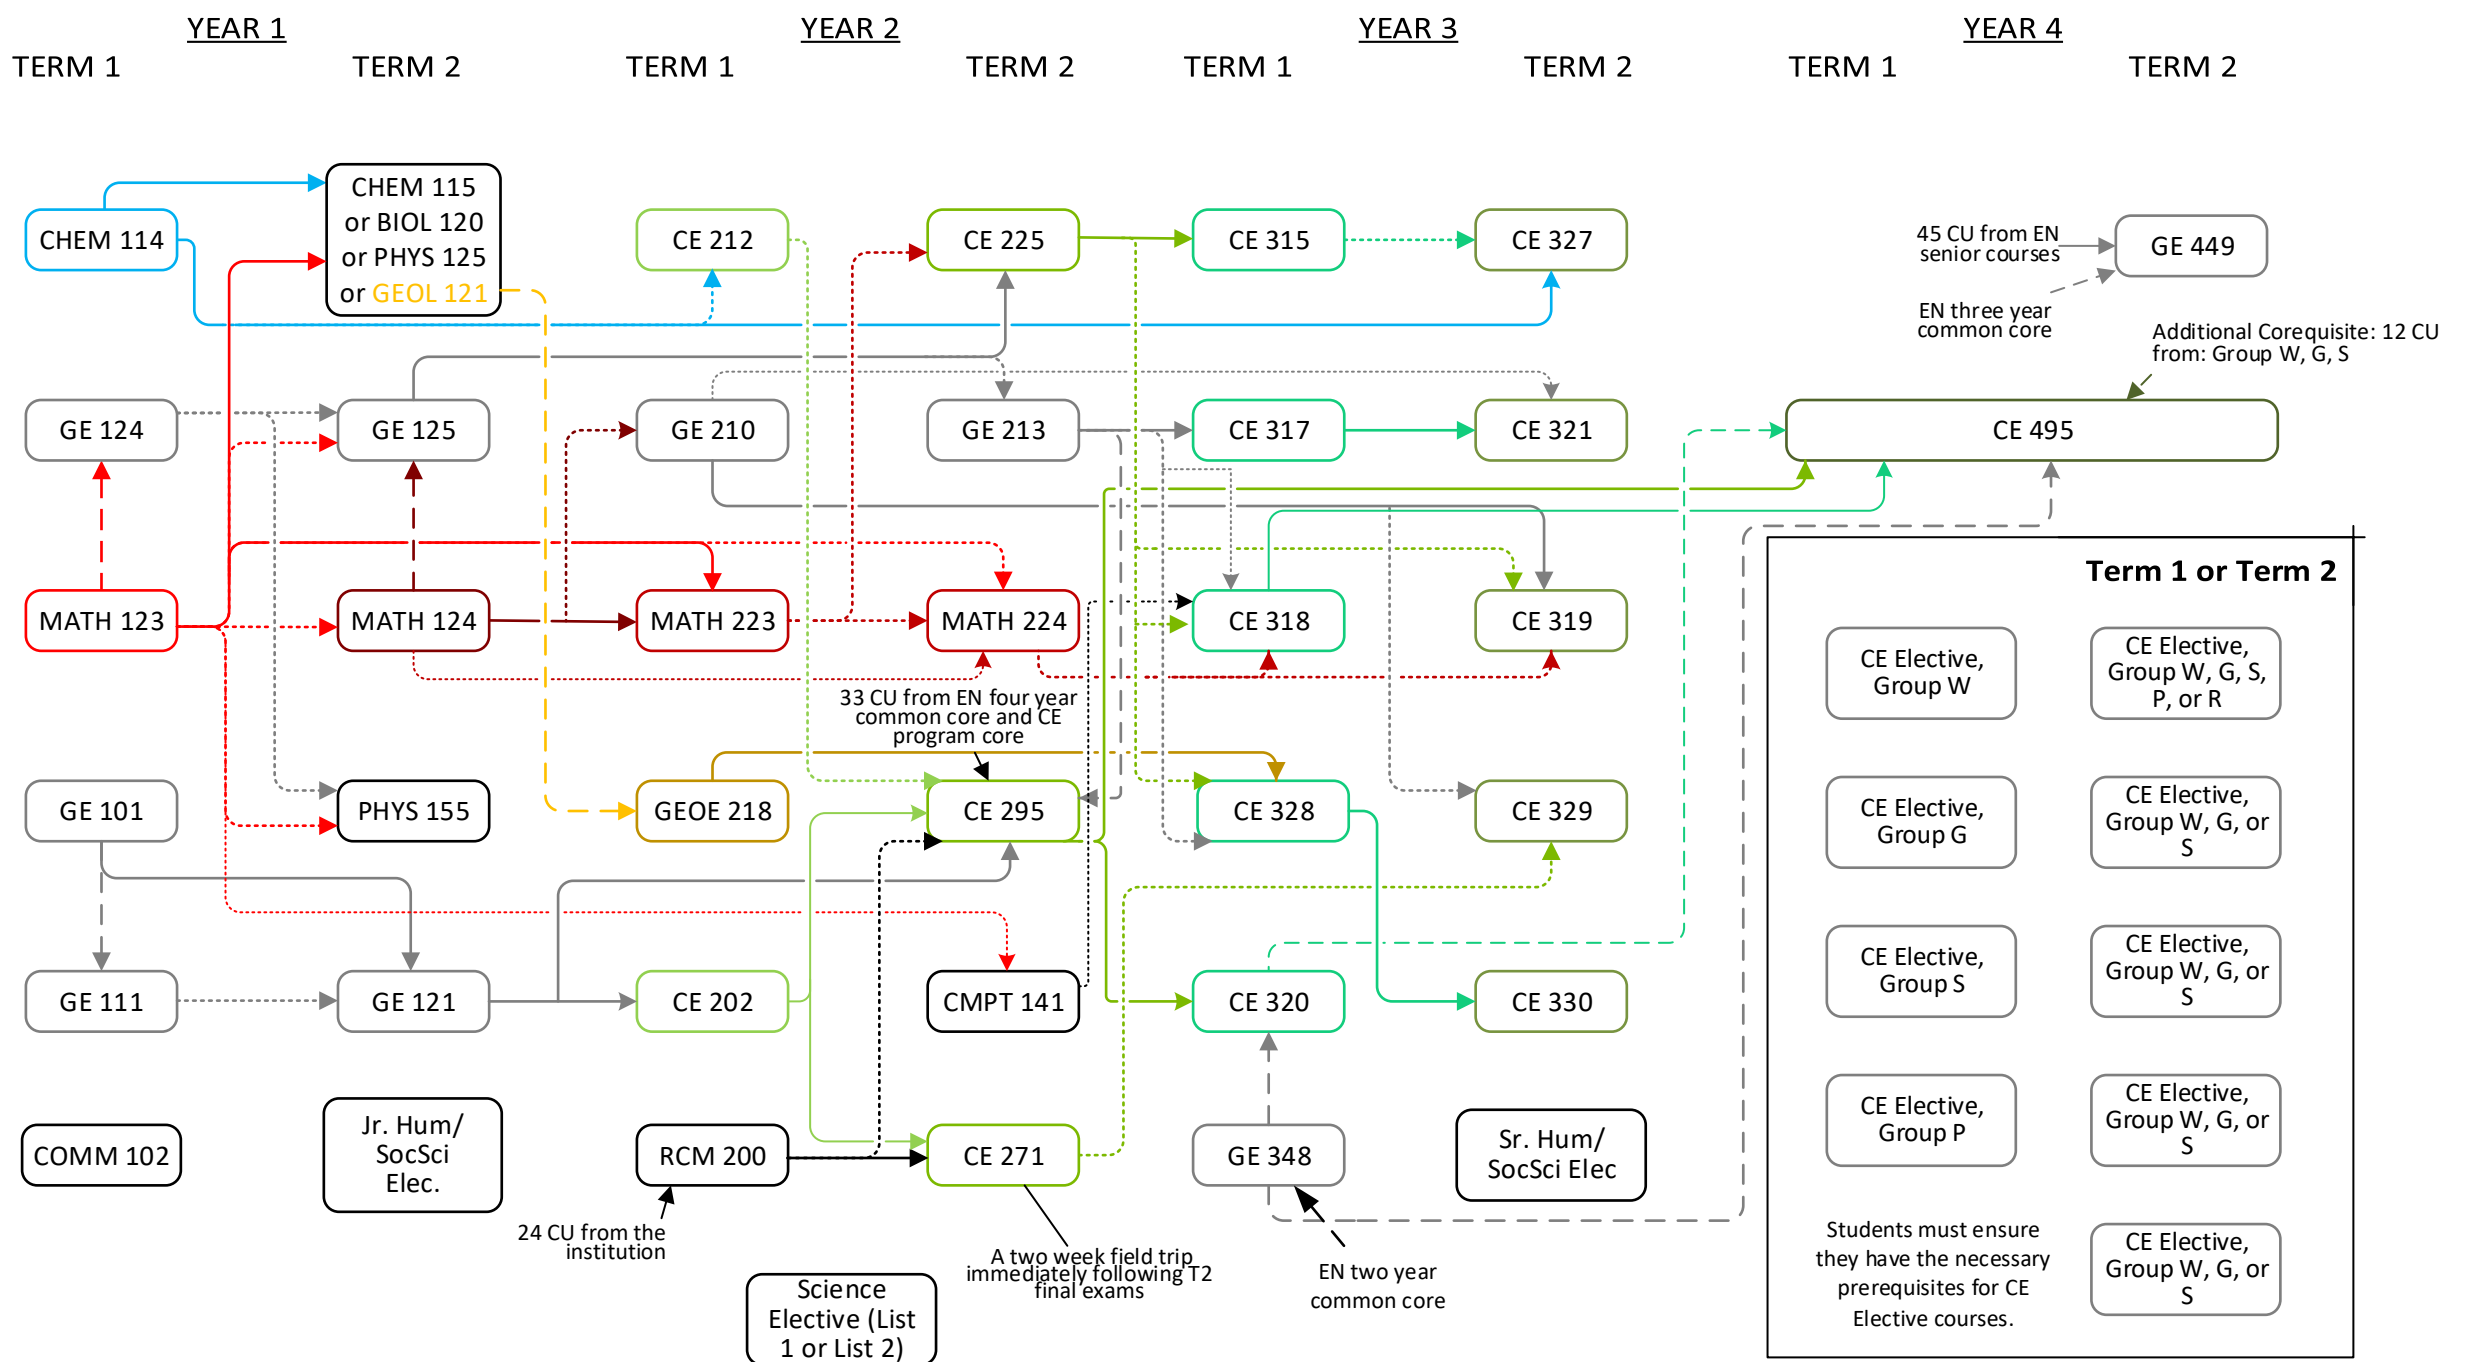 YEAR 1
YEAR 2
YEAR 3
YEAR 4
TERM 1
TERM 2
TERM 1
TERM 2
TERM 1
TERM 2
TERM 1
TERM 2
CHEM 114
CHEM 115
or BIOL 120
or PHYS 125
or GEOL 121
CE 212
CE 225
CE 315
CE 327
45 CU from EN
senior courses
GE 449
EN three year
common core
Additional Corequisite: 12 CU
from: Group W, G, S
GE 124
GE 125
GE 210
GE 213
CE 317
CE 321
CE 495
MATH 123
MATH 124
MATH 223
MATH 224
CE 318
CE 319
33 CU from EN four year
common core and CE
program core
GE 101
PHYS 155
GEOE 218
CE 295
CE 328
CE 329
GE 111
GE 121
CE 202
CMPT 141
CE 320
CE 330
COMM 102
Jr. Hum/
SocSci
Elec.
RCM 200
CE 271
GE 348
Sr. Hum/
SocSci Elec
24 CU from the
institution
A two week field trip
immediately following T2
final exams
EN two year
common core
Science
Elective (List
1 or List 2)
Term 1 or Term 2
CE Elective,
Group W
CE Elective,
Group W, G, S,
P, or R
CE Elective,
Group G
CE Elective,
Group W, G, or
S
CE Elective,
Group S
CE Elective,
Group W, G, or
S
CE Elective,
Group P
CE Elective,
Group W, G, or
S
Students must ensure
they have the necessary
prerequisites for CE
Elective courses.
CE Elective,
Group W, G, or
S